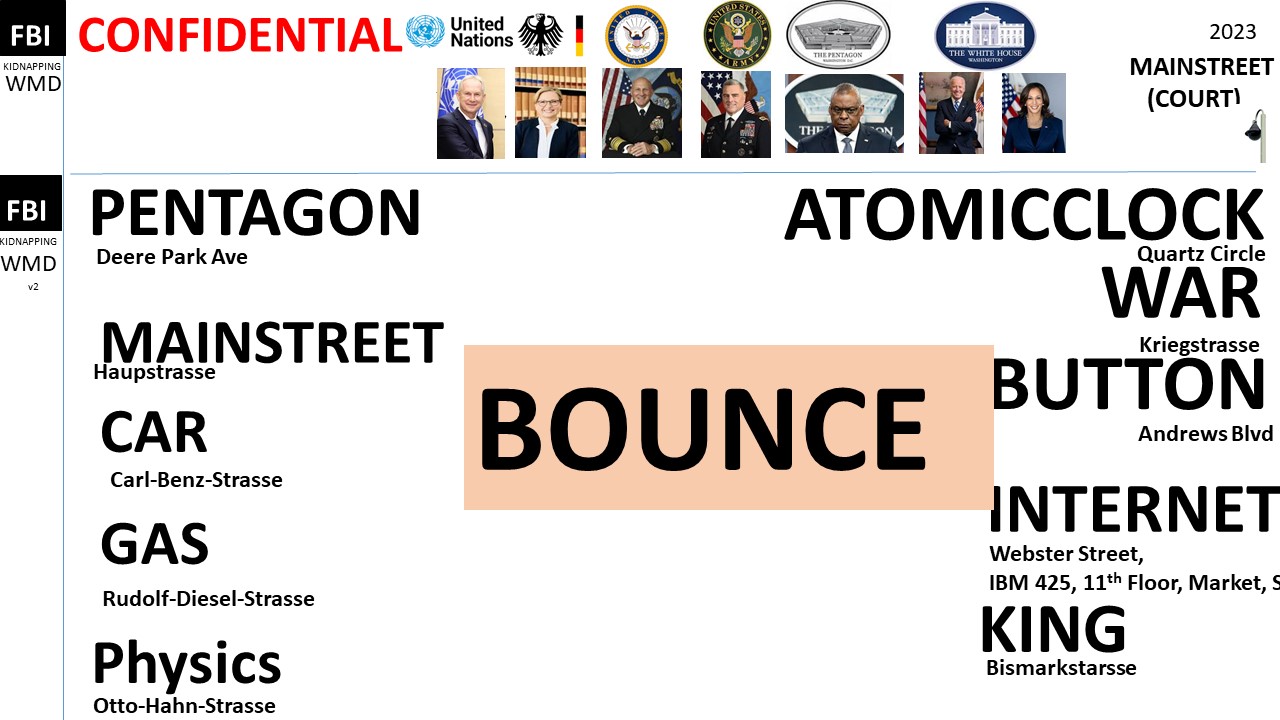 FBI
CONFIDENTIAL
United
Nations
THE PENTAGON
WASHINGTON
THE WHITE HOUSE
WASHINGTON
2023
KIDNAPPING
WMD
MAINSTREET
(COURT)
FBI
KIDNAPPING
WMD
v2
PENTAGON
Deere Park Ave
MAINSTREET
Haupstrasse
CAR
Carl-Benz-Strasse
GAS
Rudolf-Diesel-Strasse
Physics
Otto-Hahn-Strasse
BOUNCE
ATOMICCLOCK
Quartz Circle
WAR
Kriegstrasse
BUTTON
Andrews Blvd
INTERNET
Webster Street,
IBM 425, 11th Floor, Market, S
KING
Bismarkstarsse